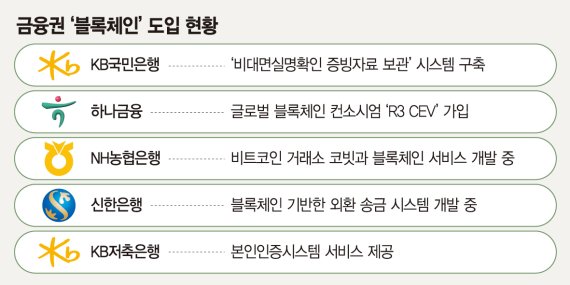 금융권 ‘블록체인’ 도입 현황
KB국민은행 ‘비대면실명확인 증빙자료 보관’ 시스템 구축
하나금융 글로벌 블록체인 컨소시엄 ‘R3 CEV’ 가입
NH농협은행 비트코인 거래소 코빗과 블록체인 서비스 개발 중
신한은행 블록체인 기반한 외환 송금 시스템 개발 중
KB저축은행 본인인증시스템 서비스 제공